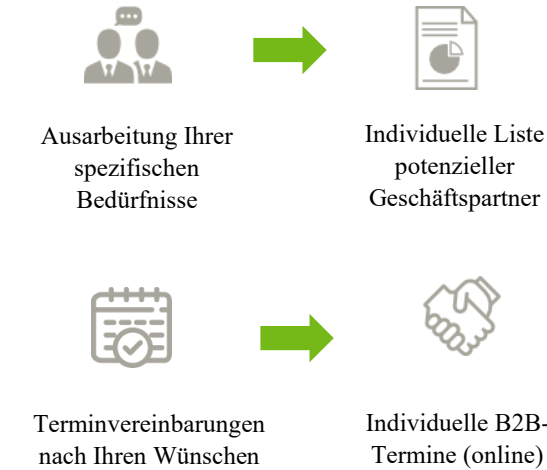 Ausarbeitung Ihrer
spezifischen
Bedürfnisse
Individuelle Liste
potenzieller
Geschäftspartner
Terminvereinbarungen
nach Ihren Wünschen
Individuelle B2B-
Termine (online)